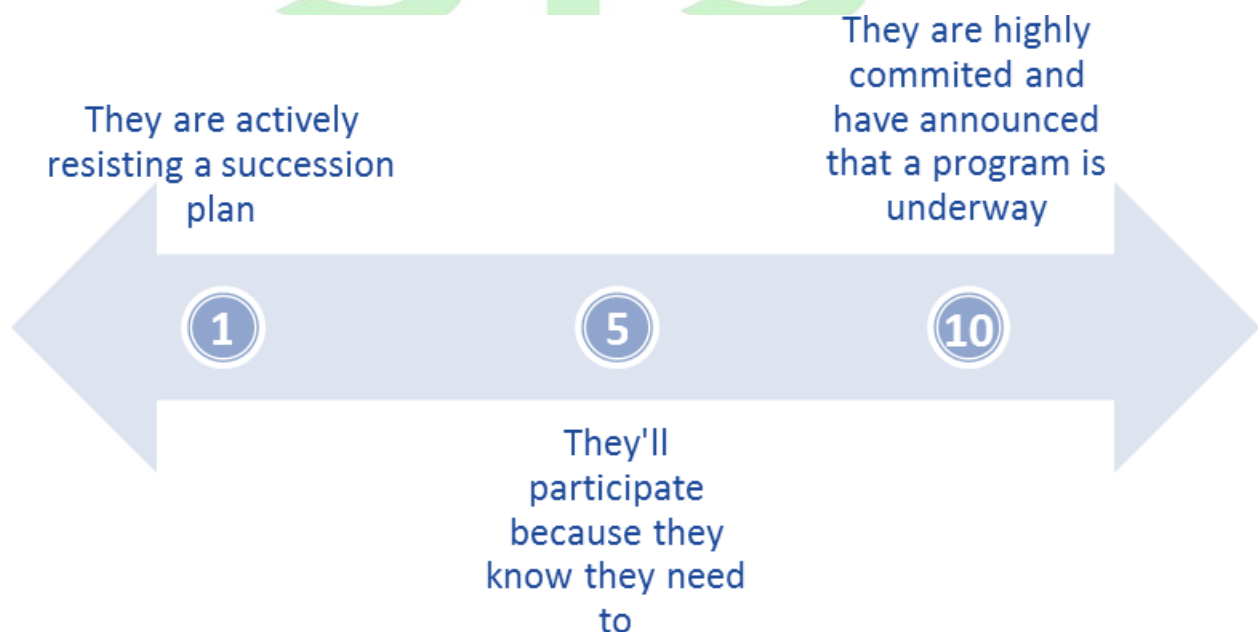 They are actively
resisting a succession
plan
They are highly
commited and
have announced
that a program is
underway
1
5
10
They'll
participate
because they
know they need
to